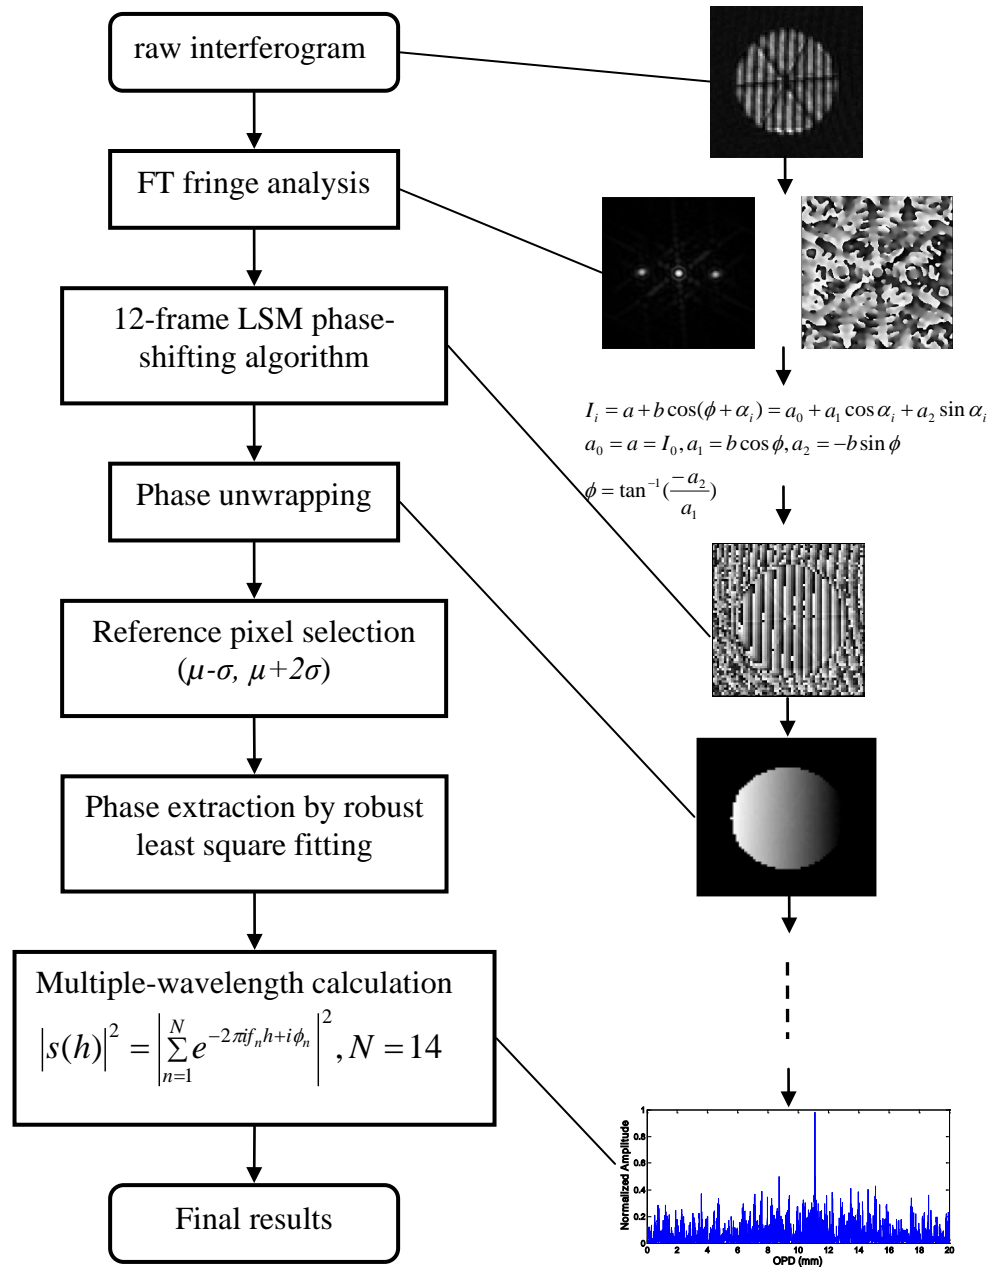 raw interferogram
FT fringe analysis
12-frame LSM phase-
shifting algorithm
Phase unwrapping
Reference pixel selection
(μ-σ, μ+2σ)
Phase extraction by robust
least square fitting
Multiple-wavelength calculation
|s(h)|² = |∑_{n=1}^{N} e^{-2πif_n h+iϕ_n}|², N = 14
Final results
I_i = a + b cos(ϕ + α_i) = a_0 + a_1 cos α_i + a_2 sin α_i
a_0 = a = I_0, a_1 = b cos ϕ, a_2 = −b sin ϕ
ϕ = tan⁻¹(−a_2/a_1)
Normalized Amplitude
1
0.8
0.6
0.4
0.2
0
0 2 4 6 8 10 12 14 16 18 20
OPD (mm)